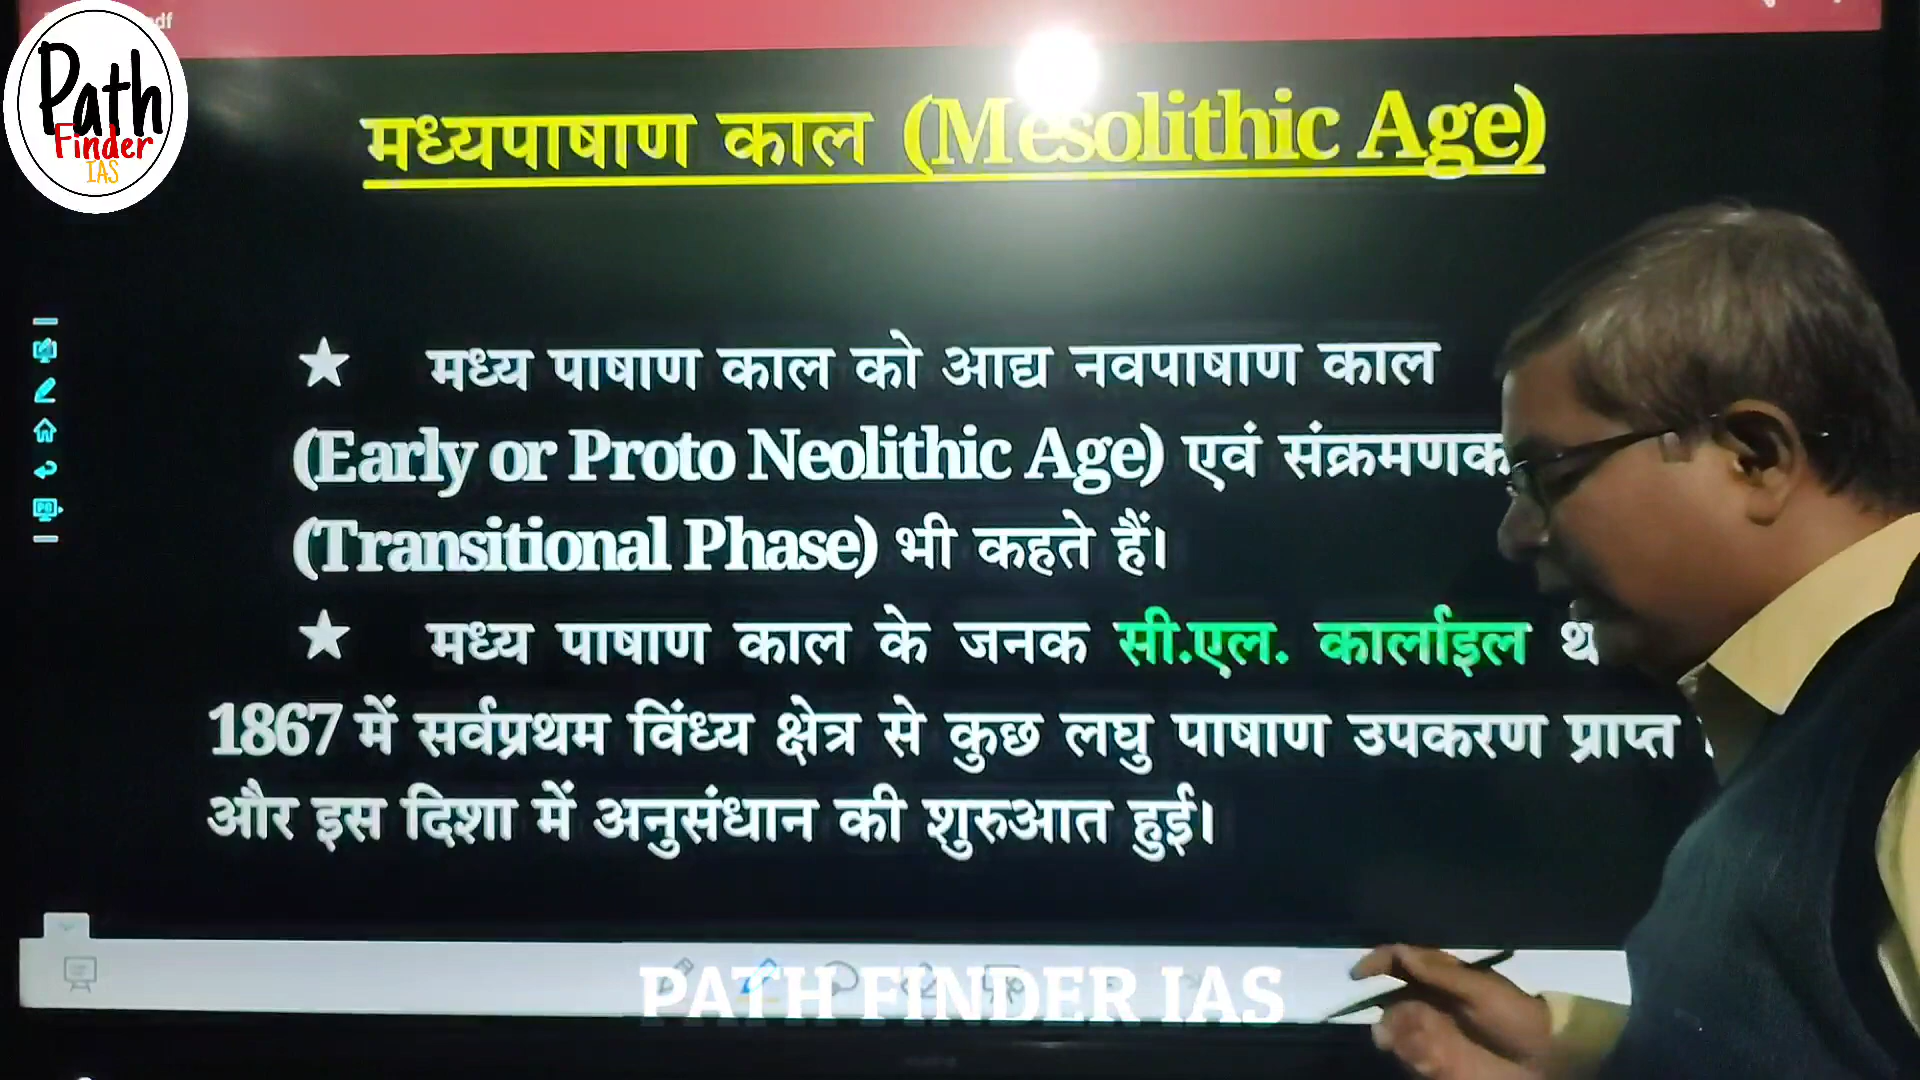 Path
Finder
IAS
मध्यपाषाण काल (Mesolithic Age)
★ मध्य पाषाण काल को आद्य नवपाषाण काल
(Early or Proto Neolithic Age) एवं
(Transitional Phase) भी कहते हैं।
★ मध्य पाषाण काल के जनक सी.एल. कार्लाइल
1867 में सर्वप्रथम विंध्य क्षेत्र से कुछ लघु पाषाण उपकरण प्राप्त
और इस दिशा में अनुसंधान की शुरुआत हुई।
PATH FINDER IAS